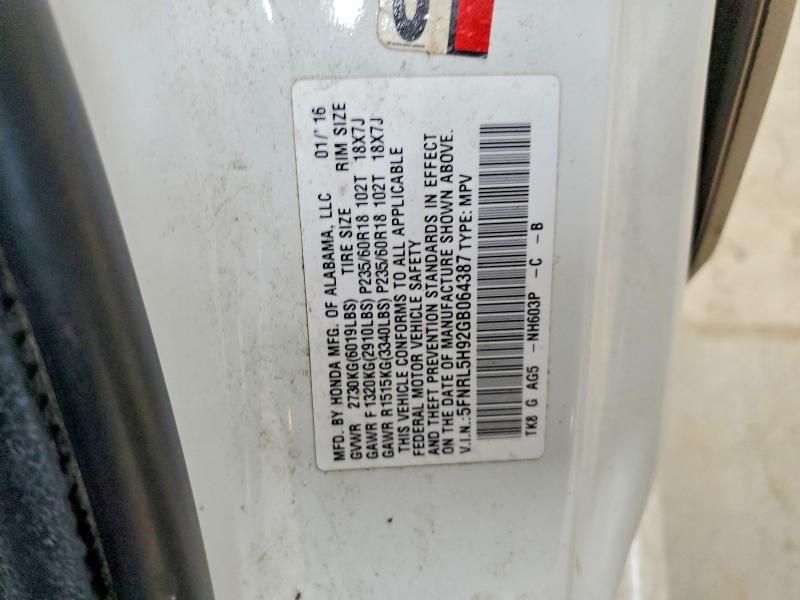 MFD. BY HONDA MFG. OF ALABAMA, LLC 01/'16
GVWR 2730KG(6019LBS) TIRE SIZE RIM SIZE
GAWR F 1320KG(2910LBS) P235/60R18 102T 18X7J
GAWR R1515KG(3340LBS) P235/60R18 102T 18X7J
THIS VEHICLE CONFORMS TO ALL APPLICABLE
FEDERAL MOTOR VEHICLE SAFETY
AND THEFT PREVENTION STANDARDS IN EFFECT
ON THE DATE OF MANUFACTURE SHOWN ABOVE.
V.I.N.:5FNRL5H92GB064387 TYPE: MPV
TK8 G AG5 -NH603P -C -B